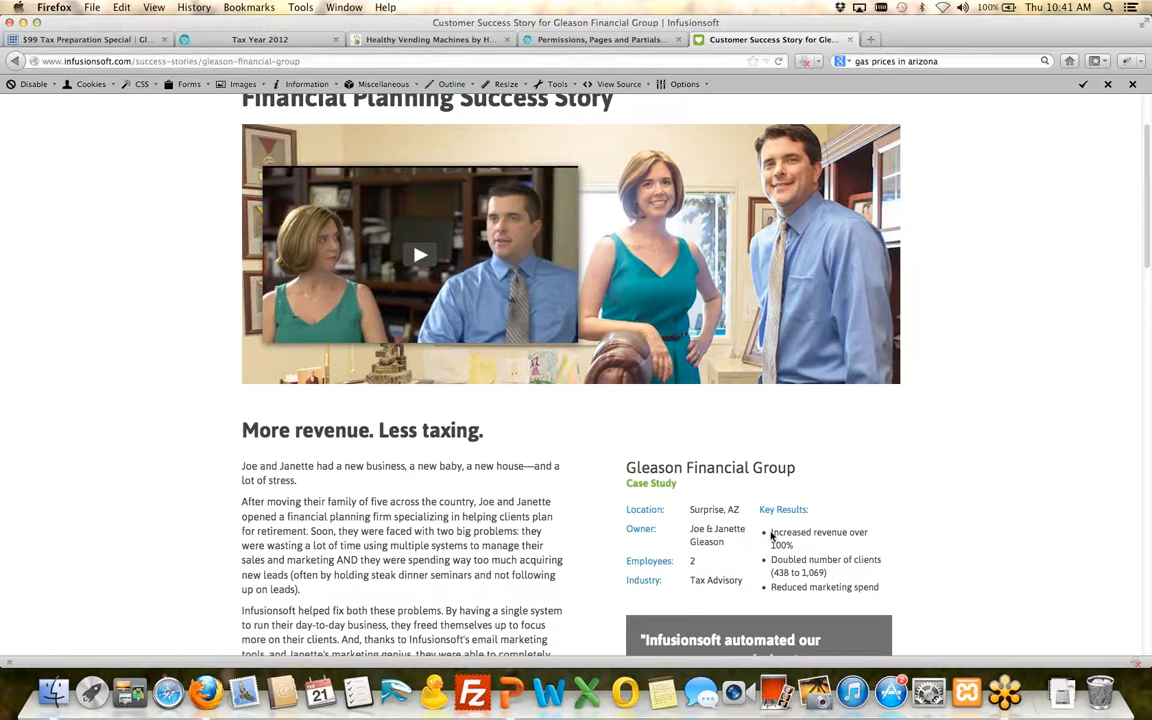 Firefox File Edit View History Bookmarks Tools Window Help
100% Thu 10:41 AM
Customer Success Story for Gleason Financial Group | Infusionsoft
$99 Tax Preparation Special | Gl...
Tax Year 2012
Healthy Vending Machines by H...
Permissions, Pages and Partials...
Customer Success Story for Gle...
www.infusionsoft.com/success-stories/gleason-financial-group
gas prices in arizona
Disable Cookies CSS Forms Images Information Miscellaneous Outline Resize Tools View Source Options
Financial Planning Success Story
More revenue. Less taxing.
Joe and Janette had a new business, a new baby, a new house—and a
lot of stress.
After moving their family of five across the country, Joe and Janette
opened a financial planning firm specializing in helping clients plan
for retirement. Soon, they were faced with two big problems: they
were wasting a lot of time using multiple systems to manage their
sales and marketing AND they were spending way too much acquiring
new leads (often by holding steak dinner seminars and not following
up on leads).
Infusionsoft helped fix both these problems. By having a single system
to run their day-to-day business, they freed themselves up to focus
more on their clients. And, thanks to Infusionsoft's email marketing
tools, and Janette's marketing genius, they were able to completely
Gleason Financial Group
Case Study
Location: Surprise, AZ
Owner: Joe & Janette
Gleason
Employees: 2
Industry: Tax Advisory
Key Results:
• Increased revenue over
100%
• Doubled number of clients
(438 to 1,069)
• Reduced marketing spend
"Infusionsoft automated our
21